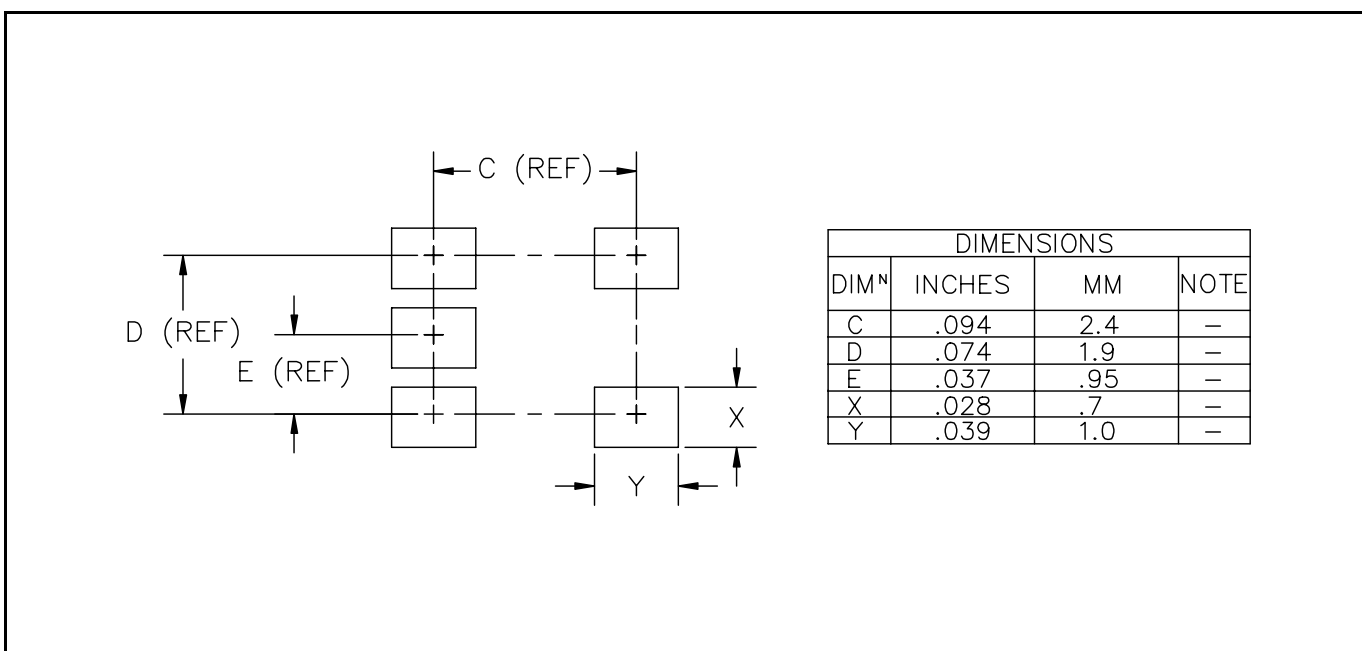 C (REF)
D (REF)
E (REF)
X
Y
DIMENSIONS
DIMᴺ INCHES MM NOTE
C .094 2.4 –
D .074 1.9 –
E .037 .95 –
X .028 .7 –
Y .039 1.0 –